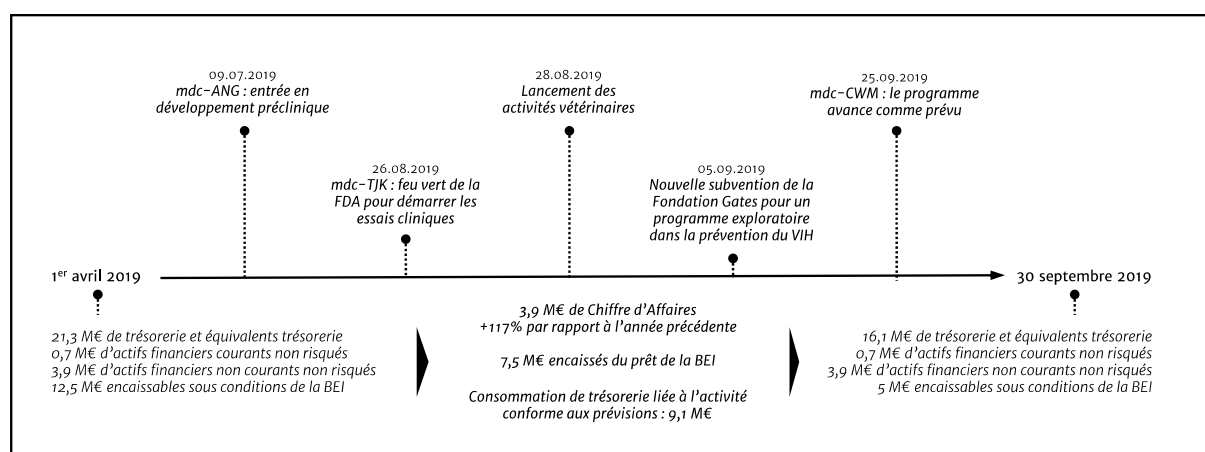 09.07.2019
mdc-ANG : entrée en
développement préclinique
26.08.2019
mdc-TJK : feu vert de la
FDA pour démarrer les
essais cliniques
28.08.2019
Lancement des
activités vétérinaires
05.09.2019
Nouvelle subvention de la
Fondation Gates pour un
programme exploratoire
dans la prévention du VIH
25.09.2019
mdc-CWM : le programme
avance comme prévu
1er avril 2019
30 septembre 2019
21,3 M€ de trésorerie et équivalents trésorerie
0,7 M€ d'actifs financiers courants non risqués
3,9 M€ d'actifs financiers non courants non risqués
12,5 M€ encaissables sous conditions de la BEI
3,9 M€ de Chiffre d'Affaires
+117% par rapport à l'année précédente
7,5 M€ encaissés du prêt de la BEI
Consommation de trésorerie liée à l'activité
conforme aux prévisions : 9,1 M€
16,1 M€ de trésorerie et équivalents trésorerie
0,7 M€ d'actifs financiers courants non risqués
3,9 M€ d'actifs financiers non courants non risqués
5 M€ encaissables sous conditions de la BEI